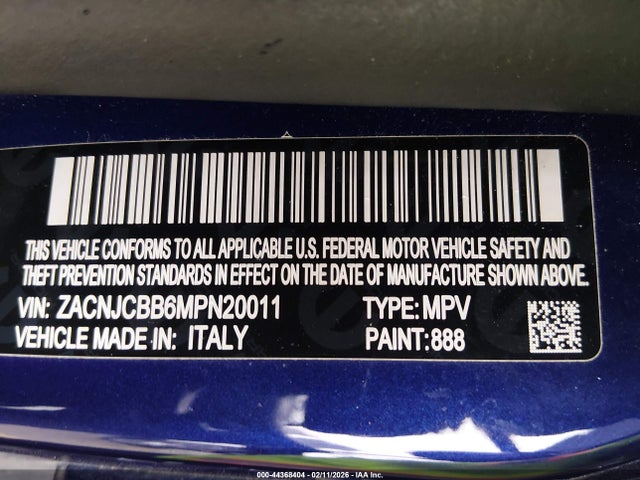 THIS VEHICLE CONFORMS TO ALL APPLICABLE U.S. FEDERAL MOTOR VEHICLE SAFETY AND
THEFT PREVENTION STANDARDS IN EFFECT ON THE DATE OF MANUFACTURE SHOWN ABOVE.
VIN: ZACNJCBB6MPN20011 TYPE: MPV
VEHICLE MADE IN: ITALY PAINT: 888
000-44368404 - 02/11/2026 - © IAA Inc.